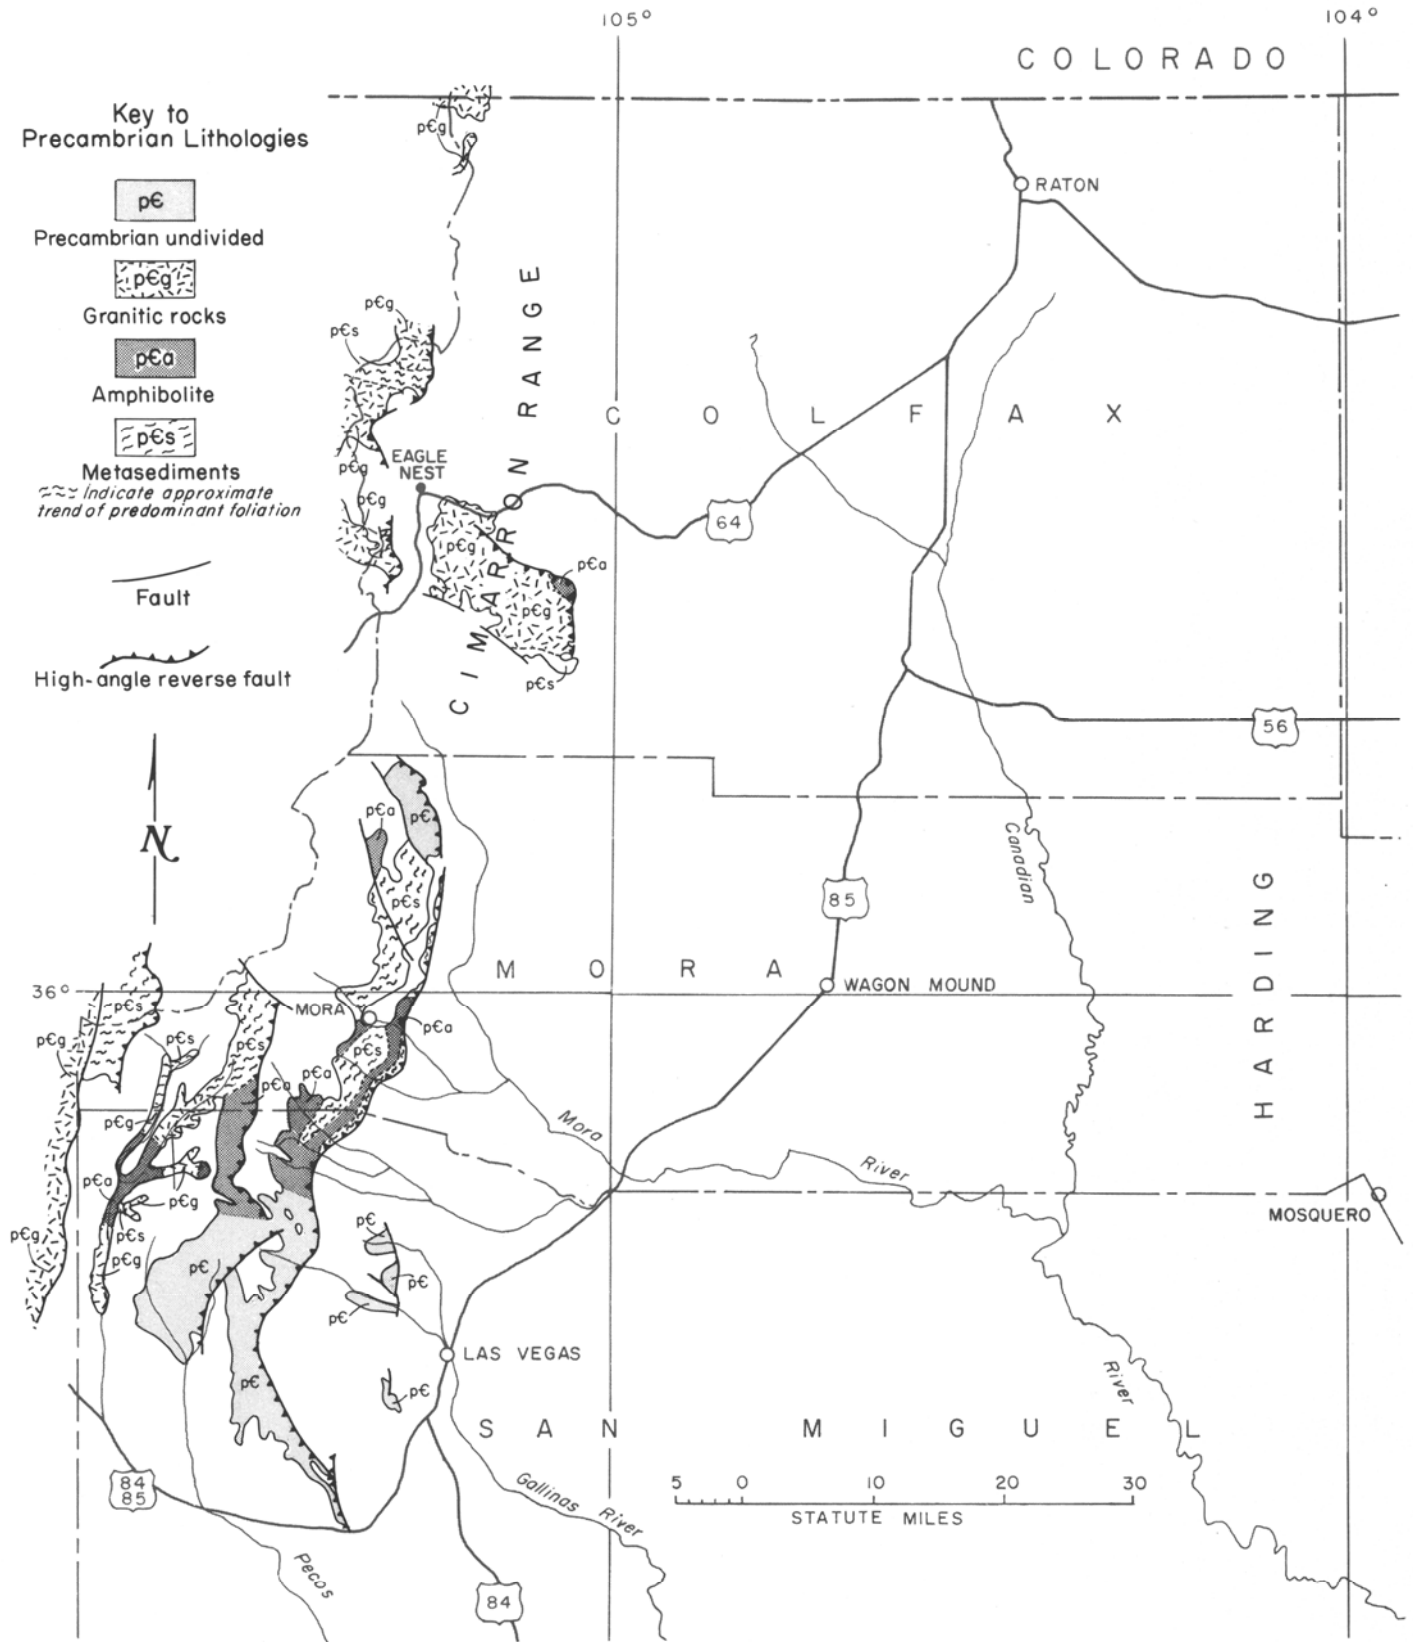 105°
104°
COLORADO
Key to
Precambrian Lithologies
p€
Precambrian undivided
p€g
Granitic rocks
p€a
Amphibolite
p€s
Metasediments
Indicate approximate
trend of predominant foliation
Fault
High-angle reverse fault
N
p€g
RATON
p€g
p€s
CIMARRON RANGE
COLFAX
EAGLE
NEST
p€g
p€g
64
p€g
p€a
p€g
p€s
56
p€a
p€
Canadian
85
p€s
HARDING
MORA
36°
p€s
WAGON MOUND
MORA
p€a
p€g
p€s
p€s
p€s
p€a
p€a
p€g
Mora
River
p€a
p€g
MOSQUERO
p€g
p€s
p€g
p€
p€
p€
p€
LAS VEGAS
River
p€
p€
SAN MIGUEL
84
85
5 0 10 20 30
STATUTE MILES
Gallinas River
Pecos
84